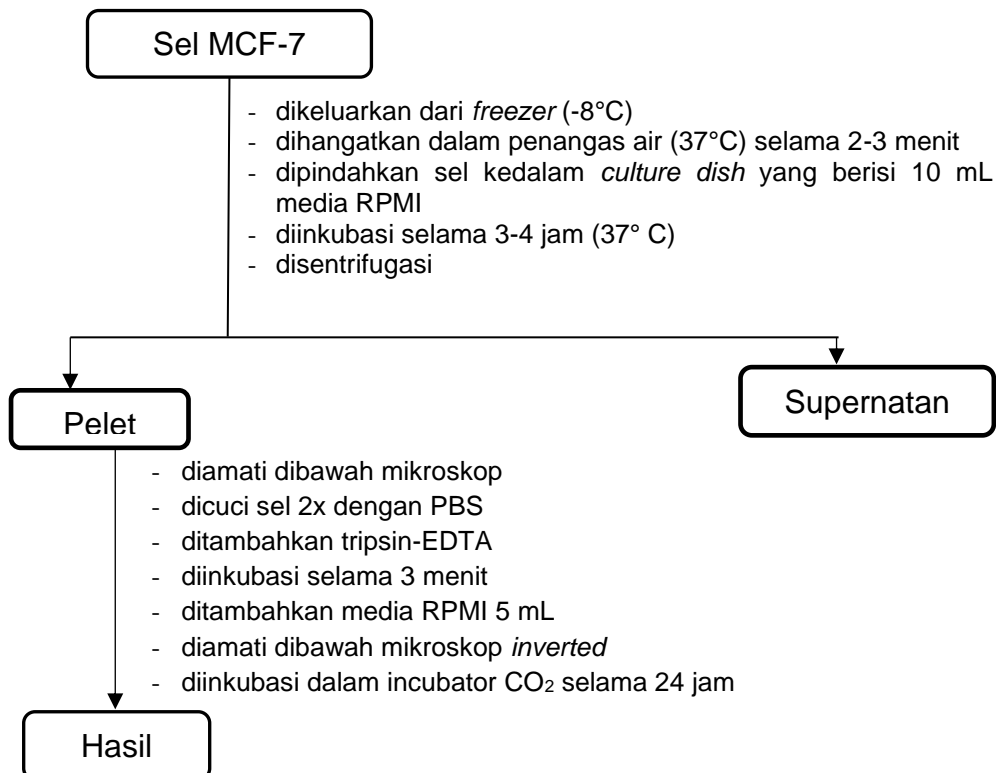 Sel MCF-7
- dikeluarkan dari freezer (-8°C)
- dihangatkan dalam penangas air (37°C) selama 2-3 menit
- dipindahkan sel kedalam culture dish yang berisi 10 mL
media RPMI
- diinkubasi selama 3-4 jam (37° C)
- disentrifugasi
Pelet
Supernatan
- diamati dibawah mikroskop
- dicuci sel 2x dengan PBS
- ditambahkan tripsin-EDTA
- diinkubasi selama 3 menit
- ditambahkan media RPMI 5 mL
- diamati dibawah mikroskop inverted
- diinkubasi dalam incubator CO₂ selama 24 jam
Hasil